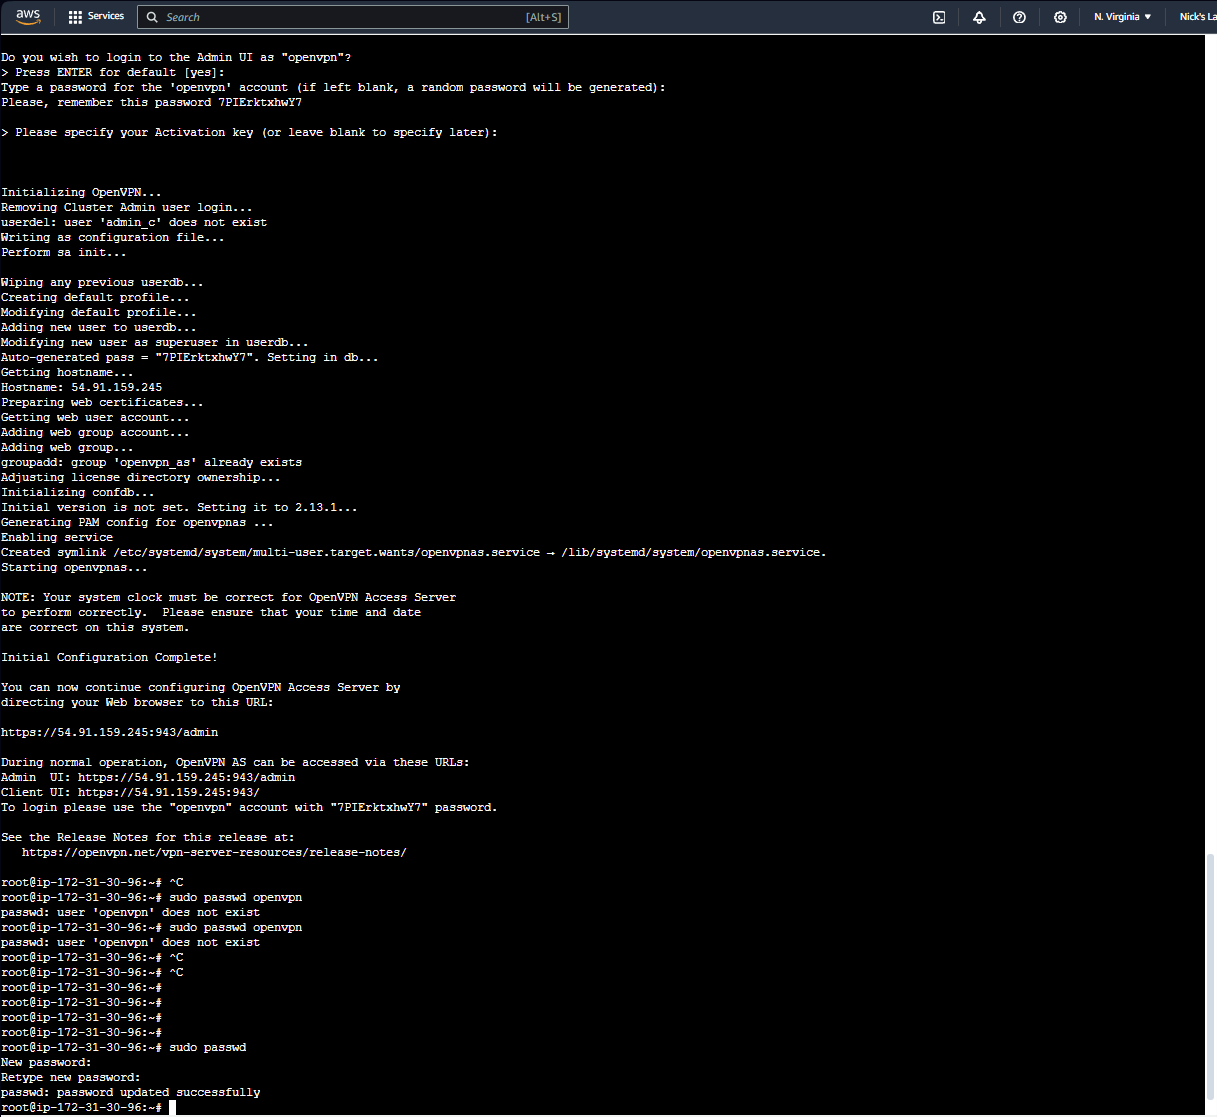 aws
Services
Search
[Alt+S]
N. Virginia
Nick's La
Do you wish to login to the Admin UI as "openvpn"?
> Press ENTER for default [yes]:
Type a password for the 'openvpn' account (if left blank, a random password will be generated):
Please, remember this password 7PIErktxhwY7
> Please specify your Activation key (or leave blank to specify later):
Initializing OpenVPN...
Removing Cluster Admin user login...
userdel: user 'admin_c' does not exist
Writing as configuration file...
Perform sa init...
Wiping any previous userdb...
Creating default profile...
Modifying default profile...
Adding new user to userdb...
Modifying new user as superuser in userdb...
Auto-generated pass = "7PIErktxhwY7". Setting in db...
Getting hostname...
Hostname: 54.91.159.245
Preparing web certificates...
Getting web user account...
Adding web group account...
Adding web group...
groupadd: group 'openvpn_as' already exists
Adjusting license directory ownership...
Initializing confdb...
Initial version is not set. Setting it to 2.13.1...
Generating PAM config for openvpnas ...
Enabling service
Created symlink /etc/systemd/system/multi-user.target.wants/openvpnas.service → /lib/systemd/system/openvpnas.service.
Starting openvpnas...
NOTE: Your system clock must be correct for OpenVPN Access Server
to perform correctly.  Please ensure that your time and date
are correct on this system.
Initial Configuration Complete!
You can now continue configuring OpenVPN Access Server by
directing your Web browser to this URL:
https://54.91.159.245:943/admin
During normal operation, OpenVPN AS can be accessed via these URLs:
Admin  UI: https://54.91.159.245:943/admin
Client UI: https://54.91.159.245:943/
To login please use the "openvpn" account with "7PIErktxhwY7" password.
See the Release Notes for this release at:
https://openvpn.net/vpn-server-resources/release-notes/
root@ip-172-31-30-96:~# ^C
root@ip-172-31-30-96:~# sudo passwd openvpn
passwd: user 'openvpn' does not exist
root@ip-172-31-30-96:~# sudo passwd openvpn
passwd: user 'openvpn' does not exist
root@ip-172-31-30-96:~# ^C
root@ip-172-31-30-96:~# ^C
root@ip-172-31-30-96:~#
root@ip-172-31-30-96:~#
root@ip-172-31-30-96:~#
root@ip-172-31-30-96:~#
root@ip-172-31-30-96:~# sudo passwd
New password:
Retype new password:
passwd: password updated successfully
root@ip-172-31-30-96:~#